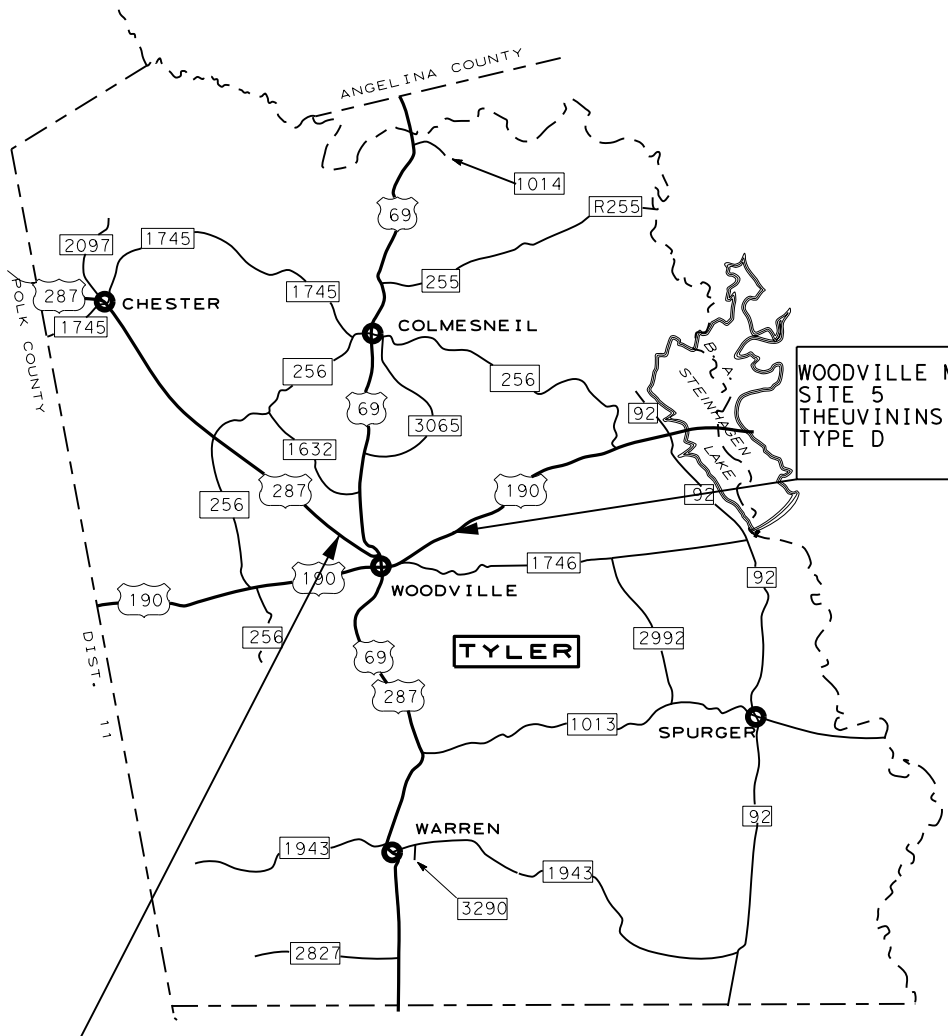 ANGELINA COUNTY
1014
69
R255
2097
1745
255
287
CHESTER
1745
1745
COLMESNEIL
POLK COUNTY
256
256
69
92
3065
1632
B. A.
STEINHAGEN
LAKE
WOODVILLE
SITE 5
THEUVININS
TYPE D
287
190
92
256
1746
190
190
WOODVILLE
92
256
2992
TYLER
69
DIST. 11
287
1013
SPURGER
92
WARREN
1943
1943
3290
2827